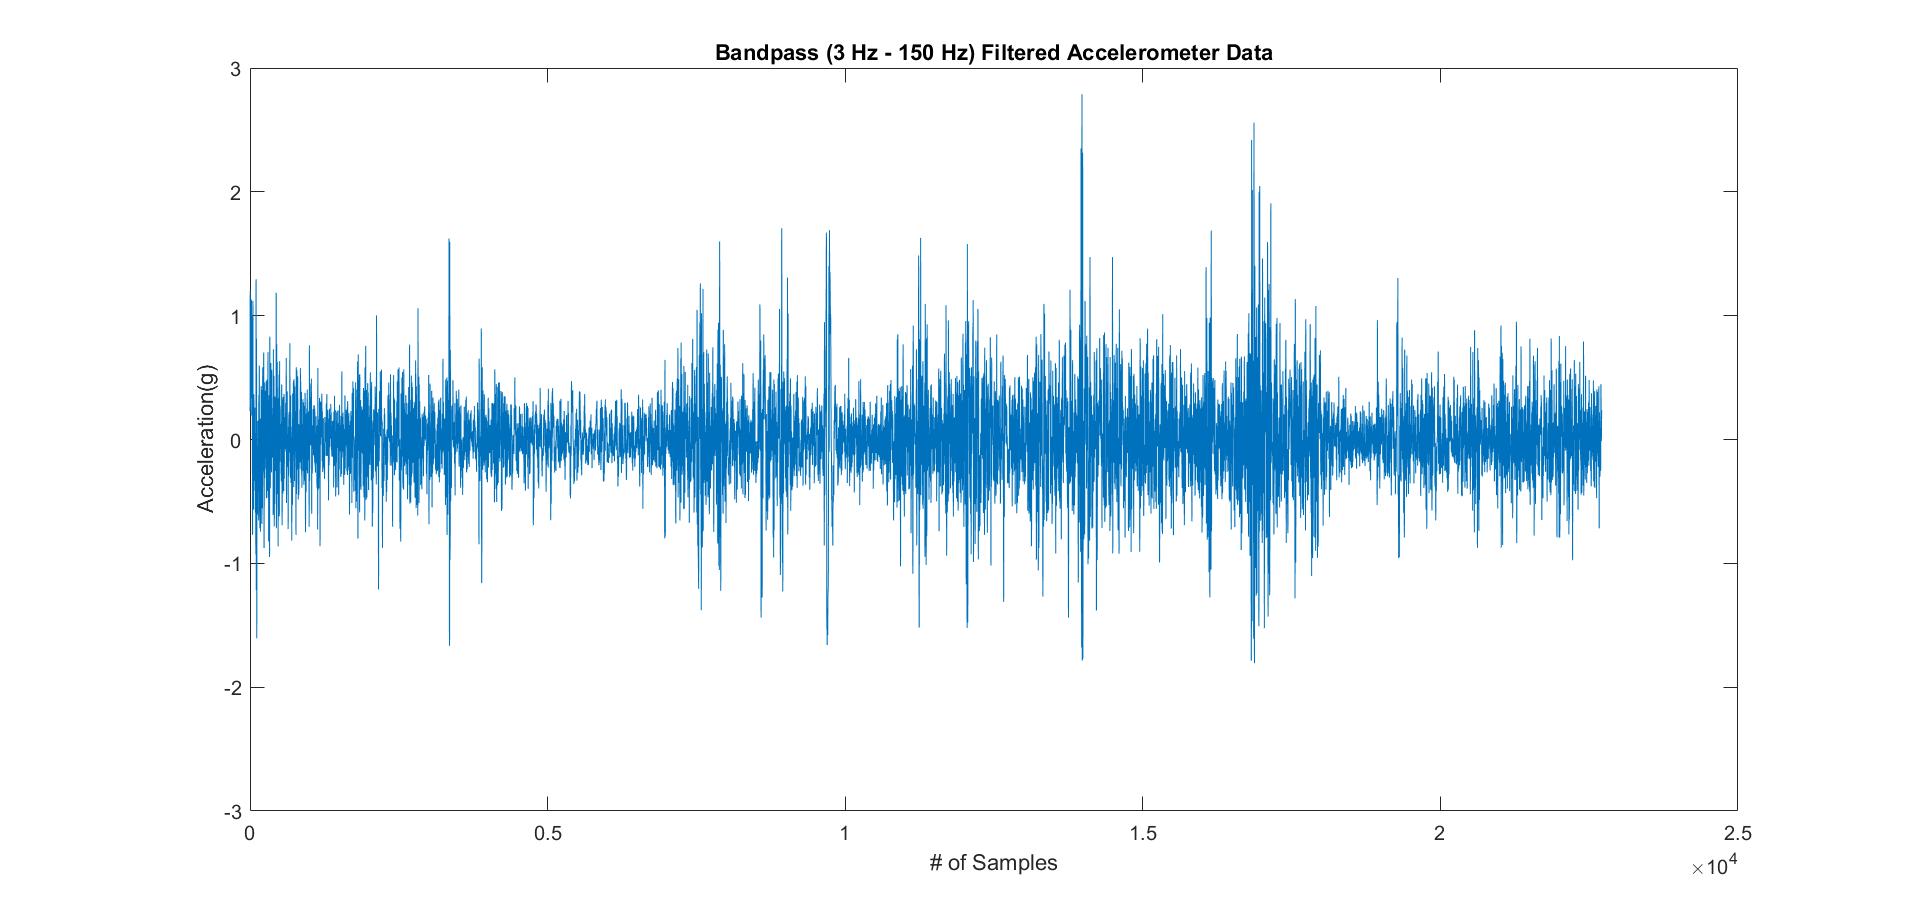 Bandpass (3 Hz - 150 Hz) Filtered Accelerometer Data
3
2
1
0
-1
-2
-3
Acceleration(g)
0 0.5 1 1.5 2 2.5
# of Samples
×10⁴